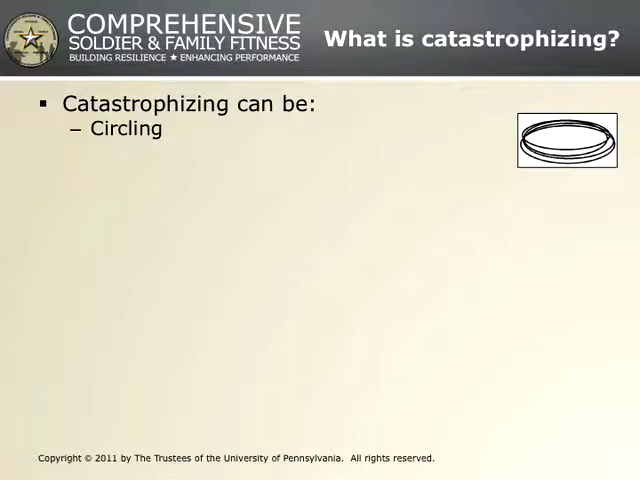 COMPREHENSIVE
SOLDIER & FAMILY FITNESS
BUILDING RESILIENCE ★ ENHANCING PERFORMANCE
What is catastrophizing?
▪ Catastrophizing can be:
– Circling
Copyright © 2011 by The Trustees of the University of Pennsylvania. All rights reserved.